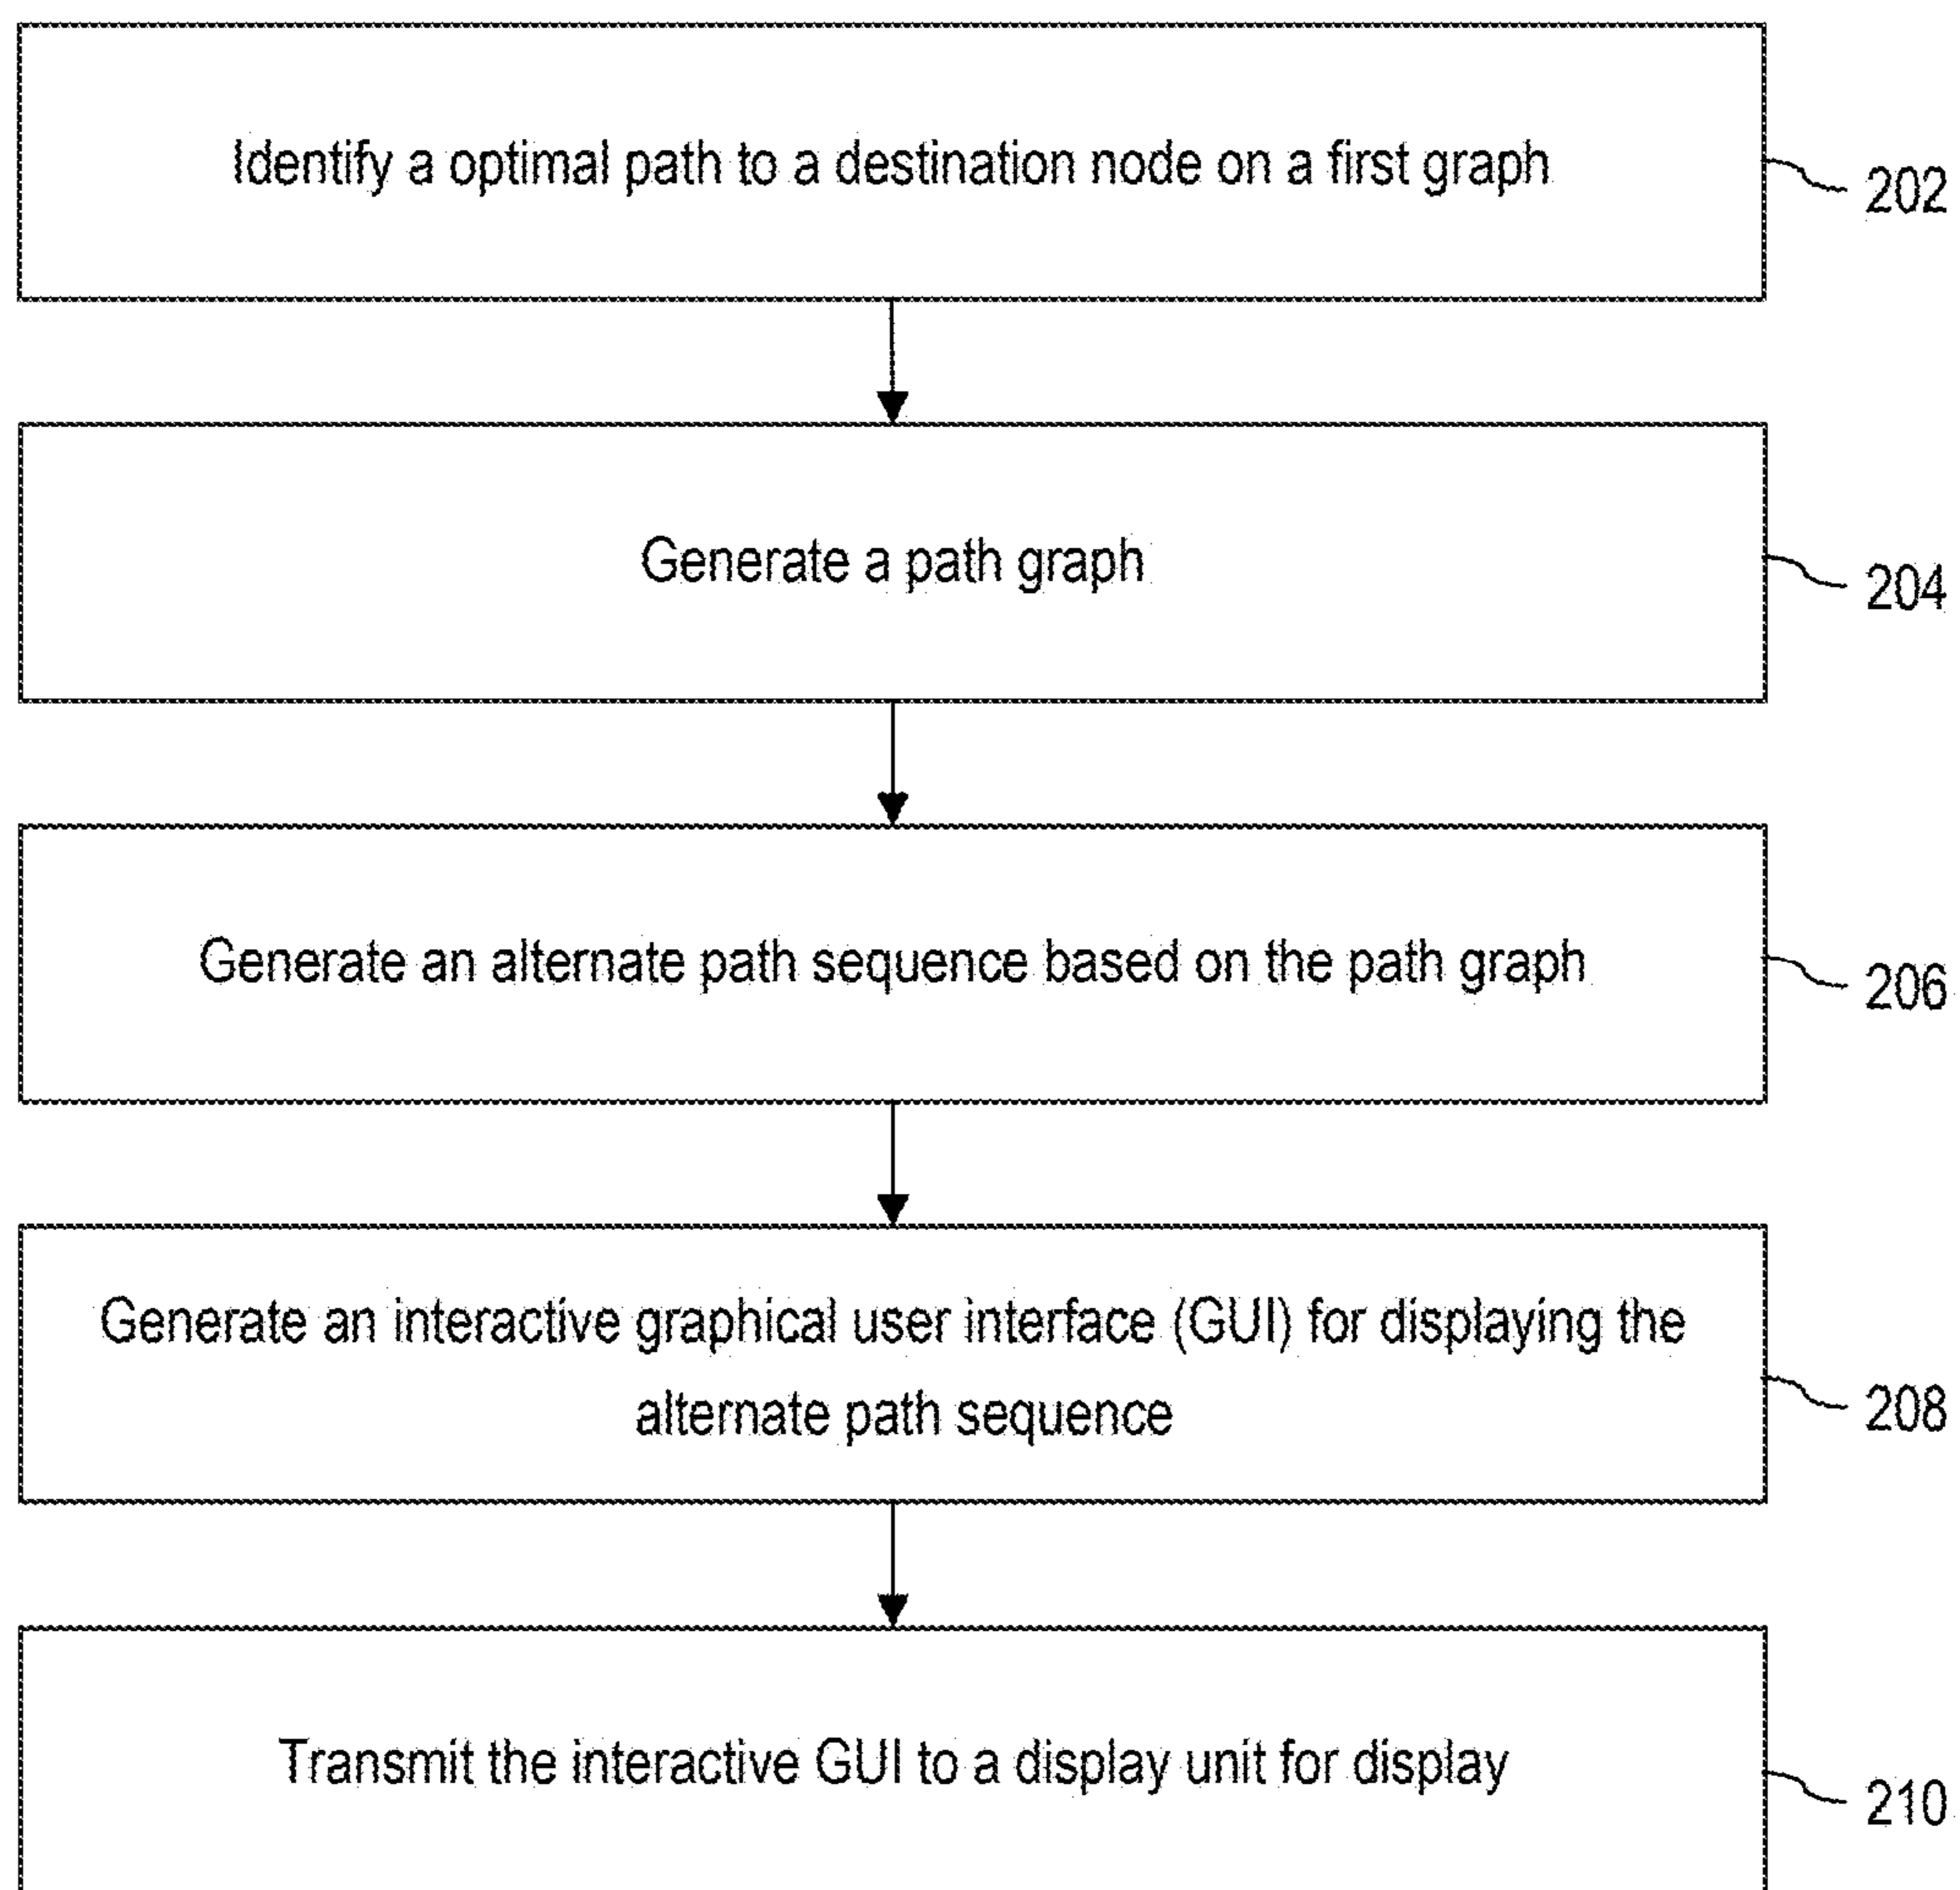 Identify a optimal path to a destination node on a first graph
202
Generate a path graph
204
Generate an alternate path sequence based on the path graph
206
Generate an interactive graphical user interface (GUI) for displaying the
alternate path sequence
208
Transmit the interactive GUI to a display unit for display
210